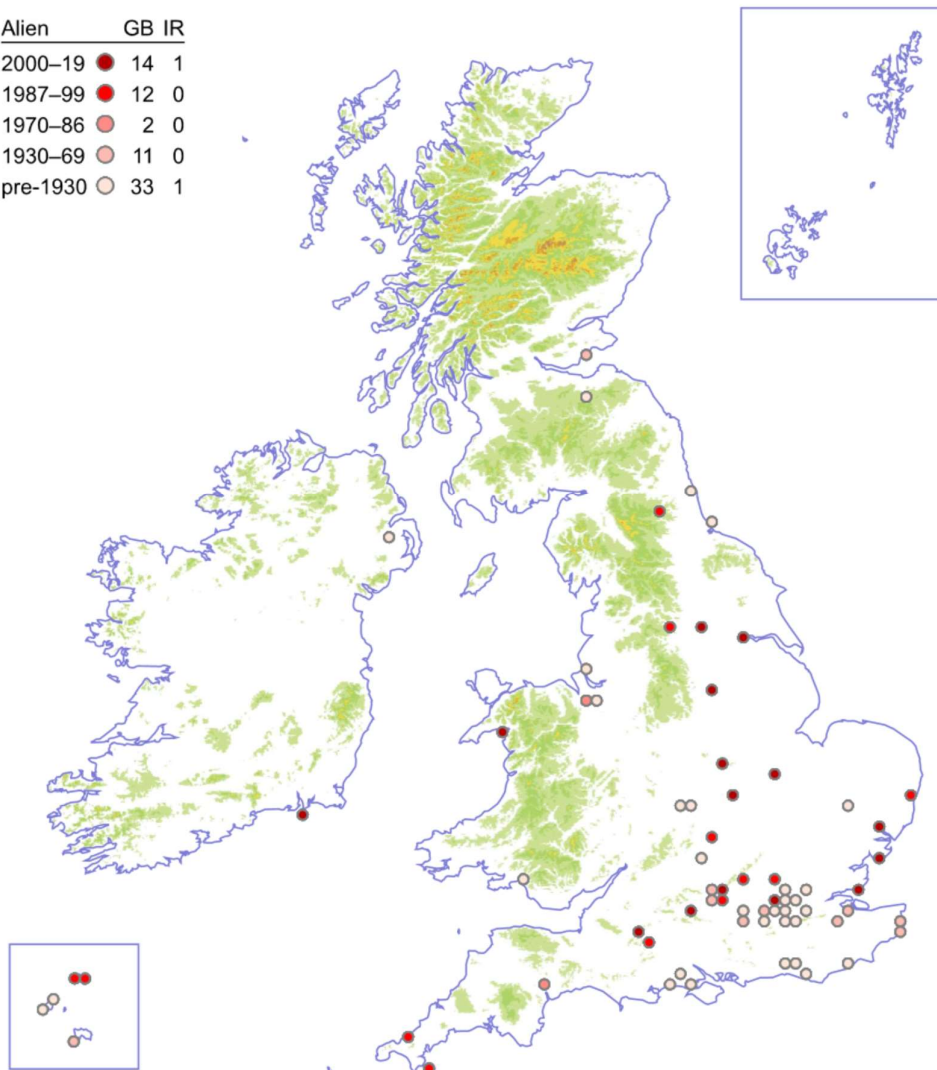 Alien GB IR
2000–19 14 1
1987–99 12 0
1970–86 2 0
1930–69 11 0
pre-1930 33 1